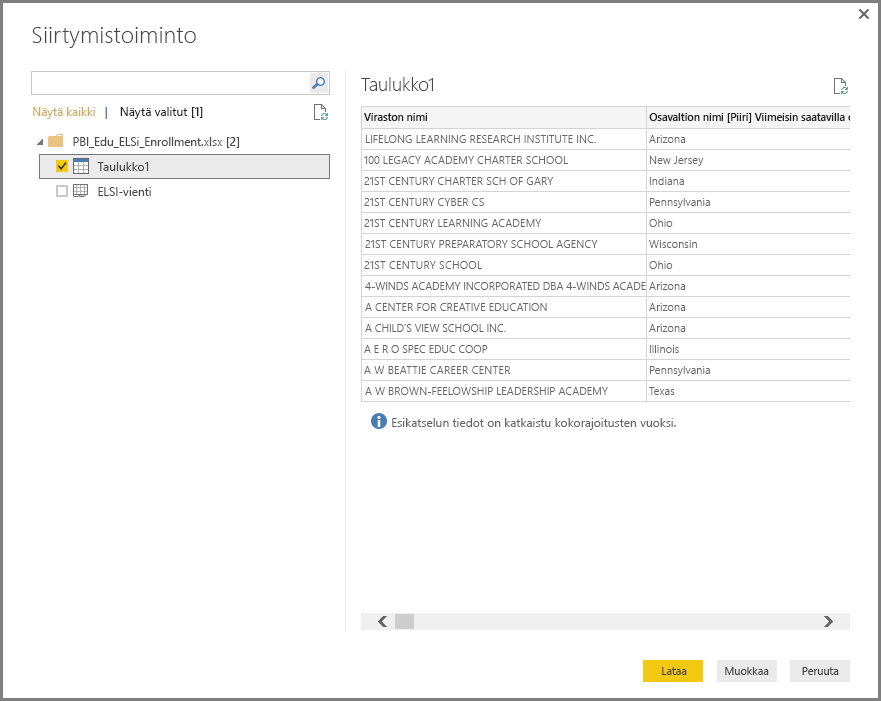 Siirtymistoiminto
Näytä kaikki | Näytä valitut [1]
PBI_Edu_ELSi_Enrollment.xlsx [2]
Taulukko1
ELSI-vienti
Taulukko1
Viraston nimi Osavaltion nimi [Piiri] Viimeisin saatavilla
LIFELONG LEARNING RESEARCH INSTITUTE INC. Arizona
100 LEGACY ACADEMY CHARTER SCHOOL New Jersey
21ST CENTURY CHARTER SCH OF GARY Indiana
21ST CENTURY CYBER CS Pennsylvania
21ST CENTURY LEARNING ACADEMY Ohio
21ST CENTURY PREPARATORY SCHOOL AGENCY Wisconsin
21ST CENTURY SCHOOL Ohio
4-WINDS ACADEMY INCORPORATED DBA 4-WINDS ACADE Arizona
A CENTER FOR CREATIVE EDUCATION Arizona
A CHILD'S VIEW SCHOOL INC. Arizona
A E R O SPEC EDUC COOP Illinois
A W BEATTIE CAREER CENTER Pennsylvania
A W BROWN-FEELOWSHIP LEADERSHIP ACADEMY Texas
Esikatselun tiedot on katkaistu kokorajoitusten vuoksi.
Lataa Muokkaa Peruuta